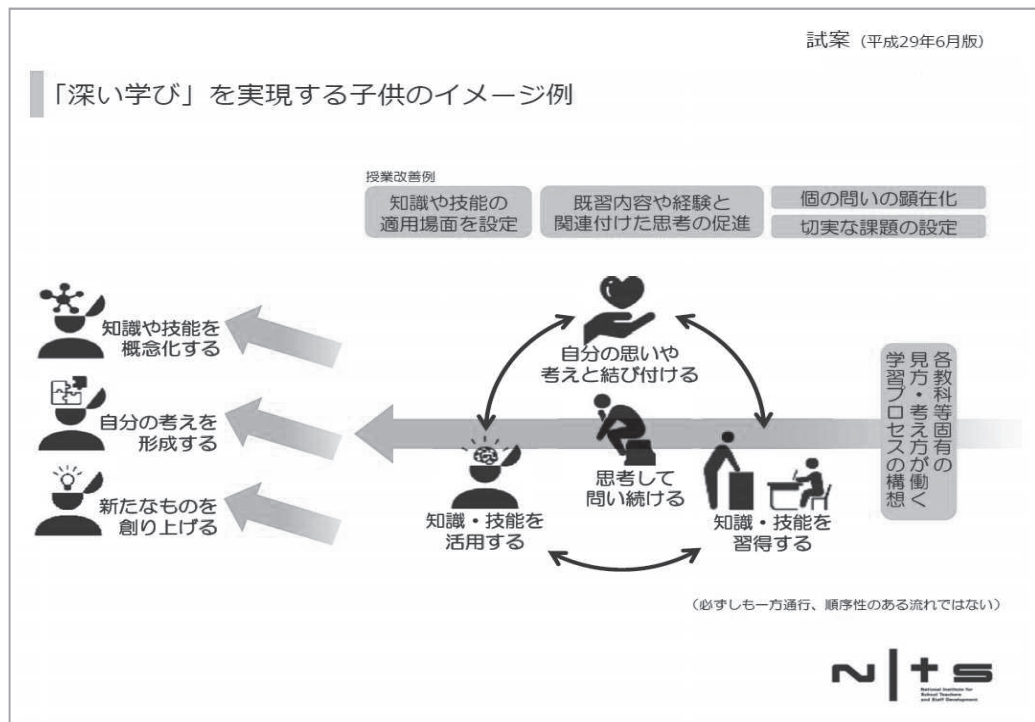 試案（平成29年6月版）
「深い学び」を実現する子供のイメージ例
授業改善例
知識や技能の
適用場面を設定
既習内容や経験と
関連付けた思考の促進
個の問いの顕在化
切実な課題の設定
知識や技能を
概念化する
自分の考えを
形成する
新たなものを
創り上げる
自分の思いや
考えと結び付ける
思考して
問い続ける
知識・技能を
活用する
知識・技能を
習得する
各教科等固有の
見方・考え方が働く
学習プロセスの構想
（必ずしも一方通行、順序性のある流れではない）
N|+s
National Institute for
School Teachers
and Staff Development